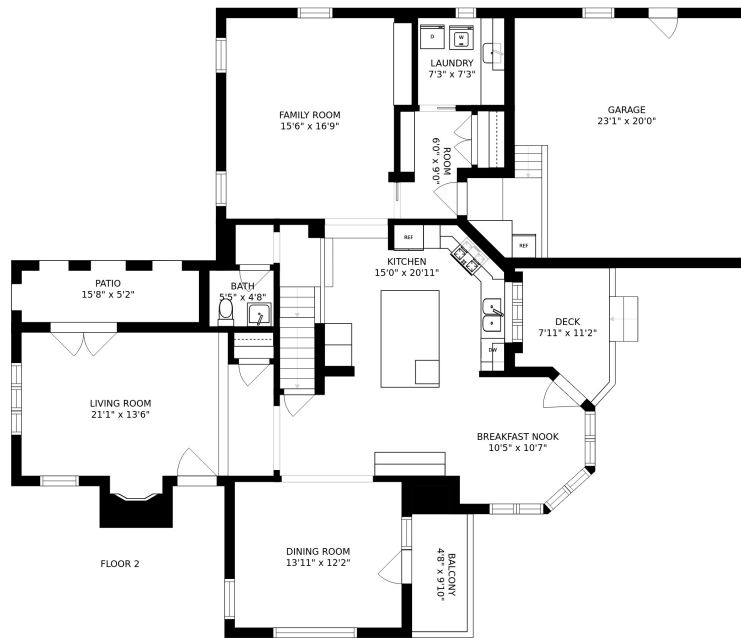 D
W
LAUNDRY
7'3" x 7'3"
FAMILY ROOM
15'6" x 16'9"
GARAGE
23'1" x 20'0"
ROOM
6'0" x 9'0"
REF
REF
KITCHEN
15'0" x 20'11"
PATIO
15'8" x 5'2"
BATH
5'5" x 4'8"
DECK
7'11" x 11'2"
DW
LIVING ROOM
21'1" x 13'6"
BREAKFAST NOOK
10'5" x 10'7"
DINING ROOM
13'11" x 12'2"
BALCONY
4'8" x 9'10"
FLOOR 2